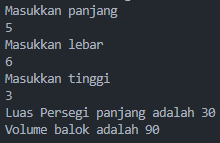 Masukkan panjang
5
Masukkan lebar
6
Masukkan tinggi
3
Luas Persegi panjang adalah 30
Volume balok adalah 90